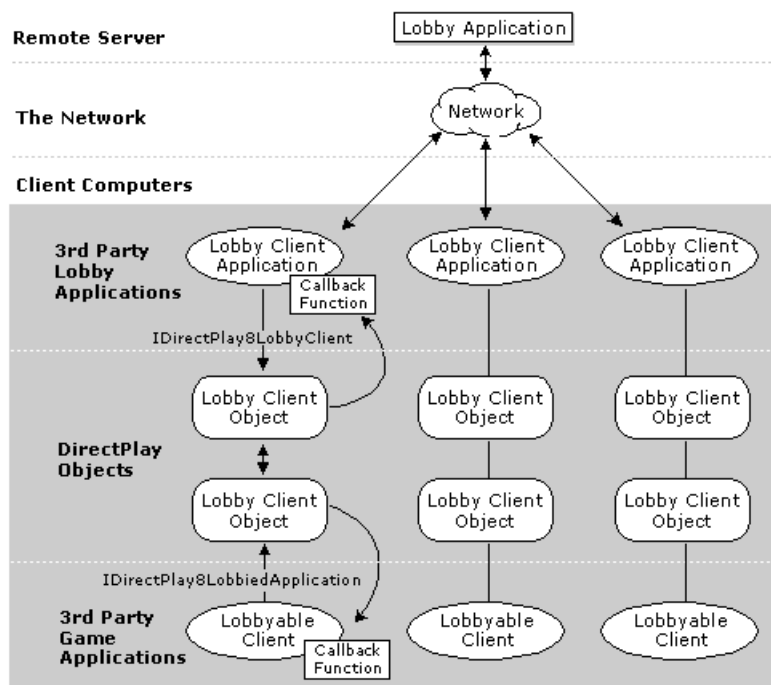 Remote Server
Lobby Application
The Network
Network
Client Computers
3rd Party
Lobby
Applications
Lobby Client
Application
Callback
Function
Lobby Client
Application
Lobby Client
Application
IDirectPlay8LobbyClient
DirectPlay
Objects
Lobby Client
Object
Lobby Client
Object
Lobby Client
Object
Lobby Client
Object
Lobby Client
Object
Lobby Client
Object
IDirectPlay8LobbiedApplication
3rd Party
Game
Applications
Lobbyable
Client
Callback
Function
Lobbyable
Client
Lobbyable
Client